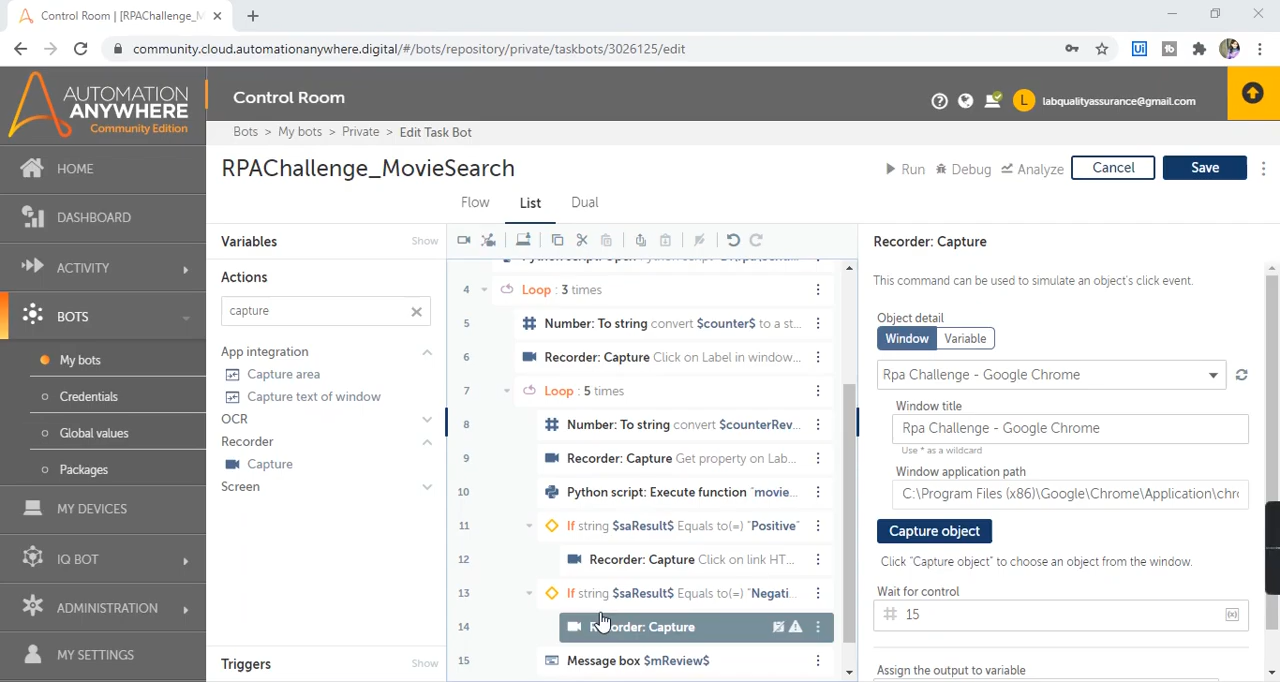 Control Room | [RPAChallenge_M
community.cloud.automationanywhere.digital/#/bots/repository/private/taskbots/3026125/edit
AUTOMATION
ANYWHERE
Community Edition
Control Room
L
labqualityassurance@gmail.com
Bots > My bots > Private > Edit Task Bot
RPAChallenge_MovieSearch
Run
Debug
Analyze
Cancel
Save
Flow
List
Dual
HOME
DASHBOARD
ACTIVITY
BOTS
My bots
Credentials
Global values
Packages
MY DEVICES
IQ BOT
ADMINISTRATION
MY SETTINGS
Variables
Show
Actions
capture
App integration
Capture area
Capture text of window
OCR
Recorder
Capture
Screen
Triggers
Show
4 Loop : 3 times
5 Number: To string convert $counter$ to a st...
6 Recorder: Capture Click on Label in window...
7 Loop : 5 times
8 Number: To string convert $counterRev...
9 Recorder: Capture Get property on Lab...
10 Python script: Execute function "movie...
11 If string $saResult$ Equals to(=) "Positive"
12 Recorder: Capture Click on link HT...
13 If string $saResult$ Equals to(=) "Negati...
14 Capture
15 Message box $mReview$
Recorder: Capture
This command can be used to simulate an object's click event.
Object detail
Window
Variable
Rpa Challenge - Google Chrome
Window title
Rpa Challenge - Google Chrome
Use * as a wildcard
Window application path
C:\Program Files (x86)\Google\Chrome\Application\chr
Capture object
Click "Capture object" to choose an object from the window.
Wait for control
# 15
(x)
Assign the output to variable